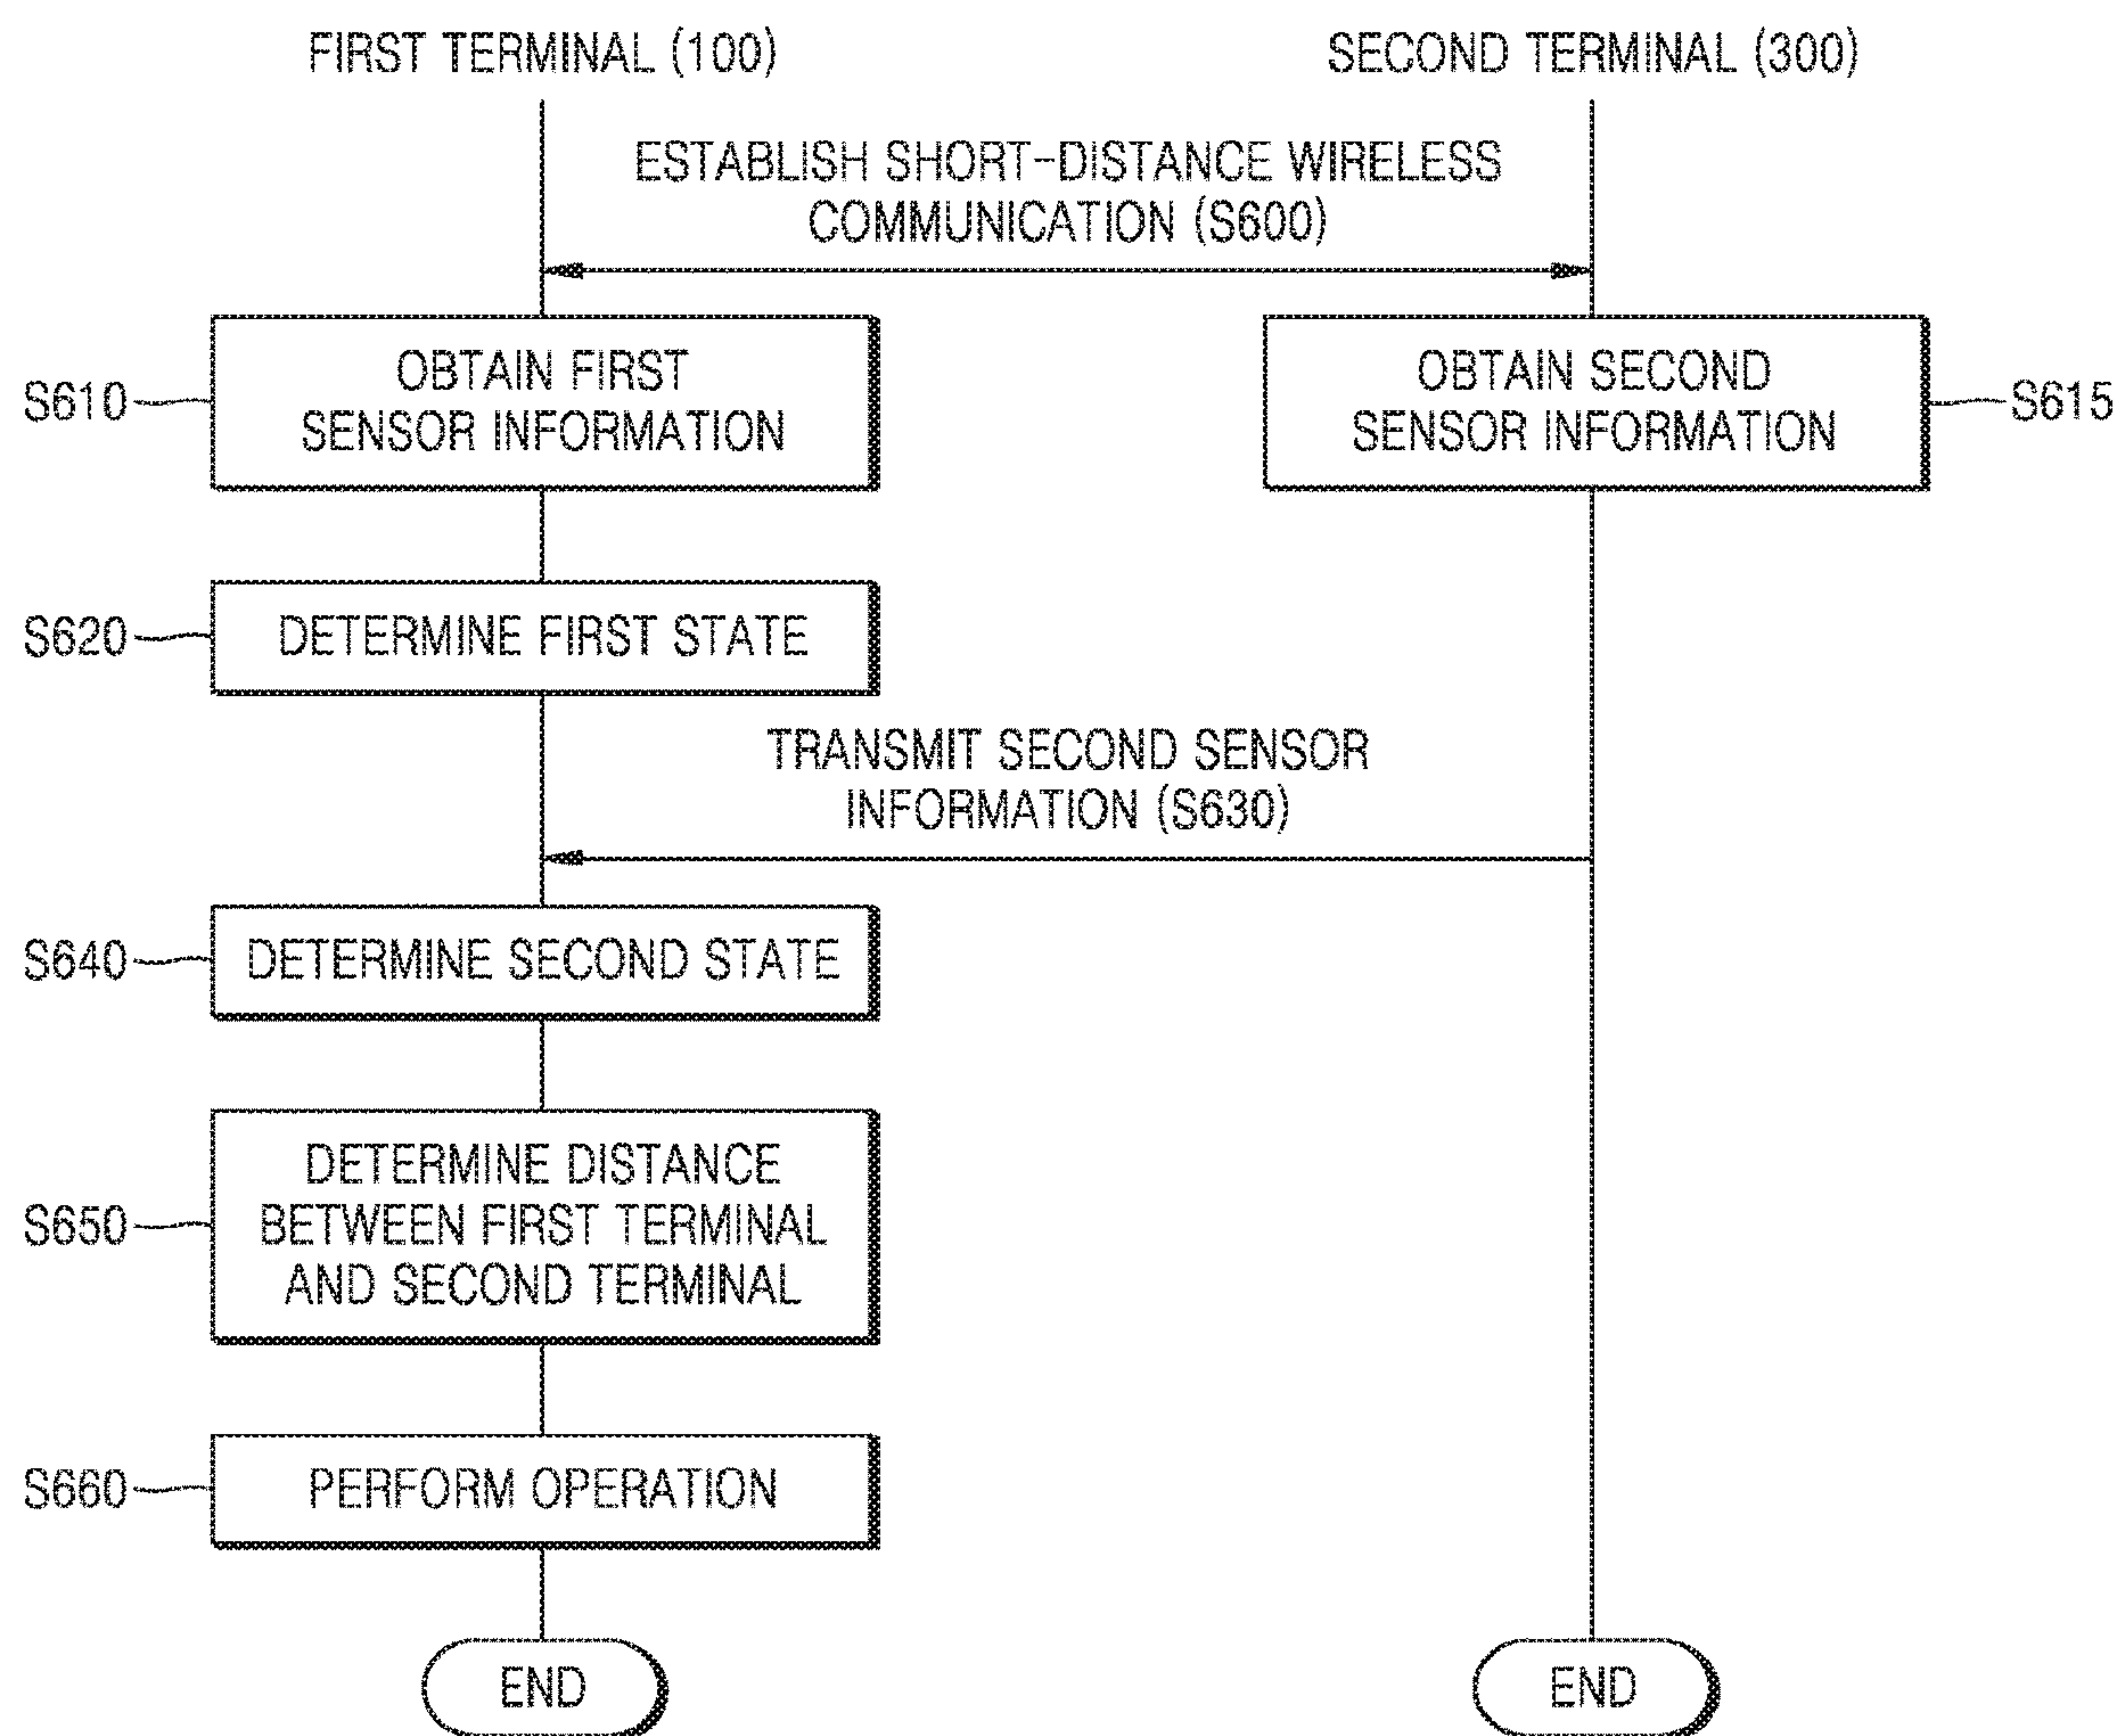 FIRST TERMINAL (100)
SECOND TERMINAL (300)
ESTABLISH SHORT-DISTANCE WIRELESS
COMMUNICATION (S600)
S610
OBTAIN FIRST
SENSOR INFORMATION
OBTAIN SECOND
SENSOR INFORMATION
S615
S620
DETERMINE FIRST STATE
TRANSMIT SECOND SENSOR
INFORMATION (S630)
S640
DETERMINE SECOND STATE
S650
DETERMINE DISTANCE
BETWEEN FIRST TERMINAL
AND SECOND TERMINAL
S660
PERFORM OPERATION
END
END